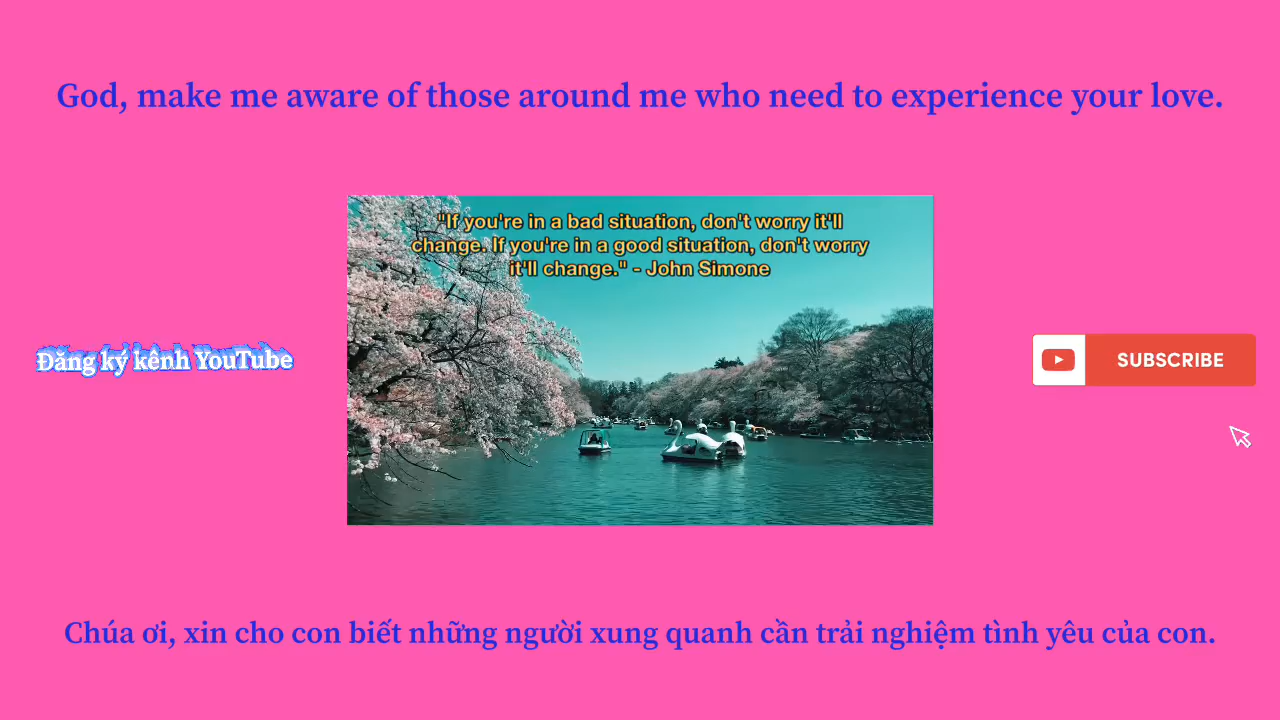 God, make me aware of those around me who need to experience your love.
"If you're in a bad situation, don't worry it'll
change. If you're in a good situation, don't worry
it'll change." - John Simone
Đăng ký kênh YouTube
SUBSCRIBE
Chúa ơi, xin cho con biết những người xung quanh cần trải nghiệm tình yêu của con.